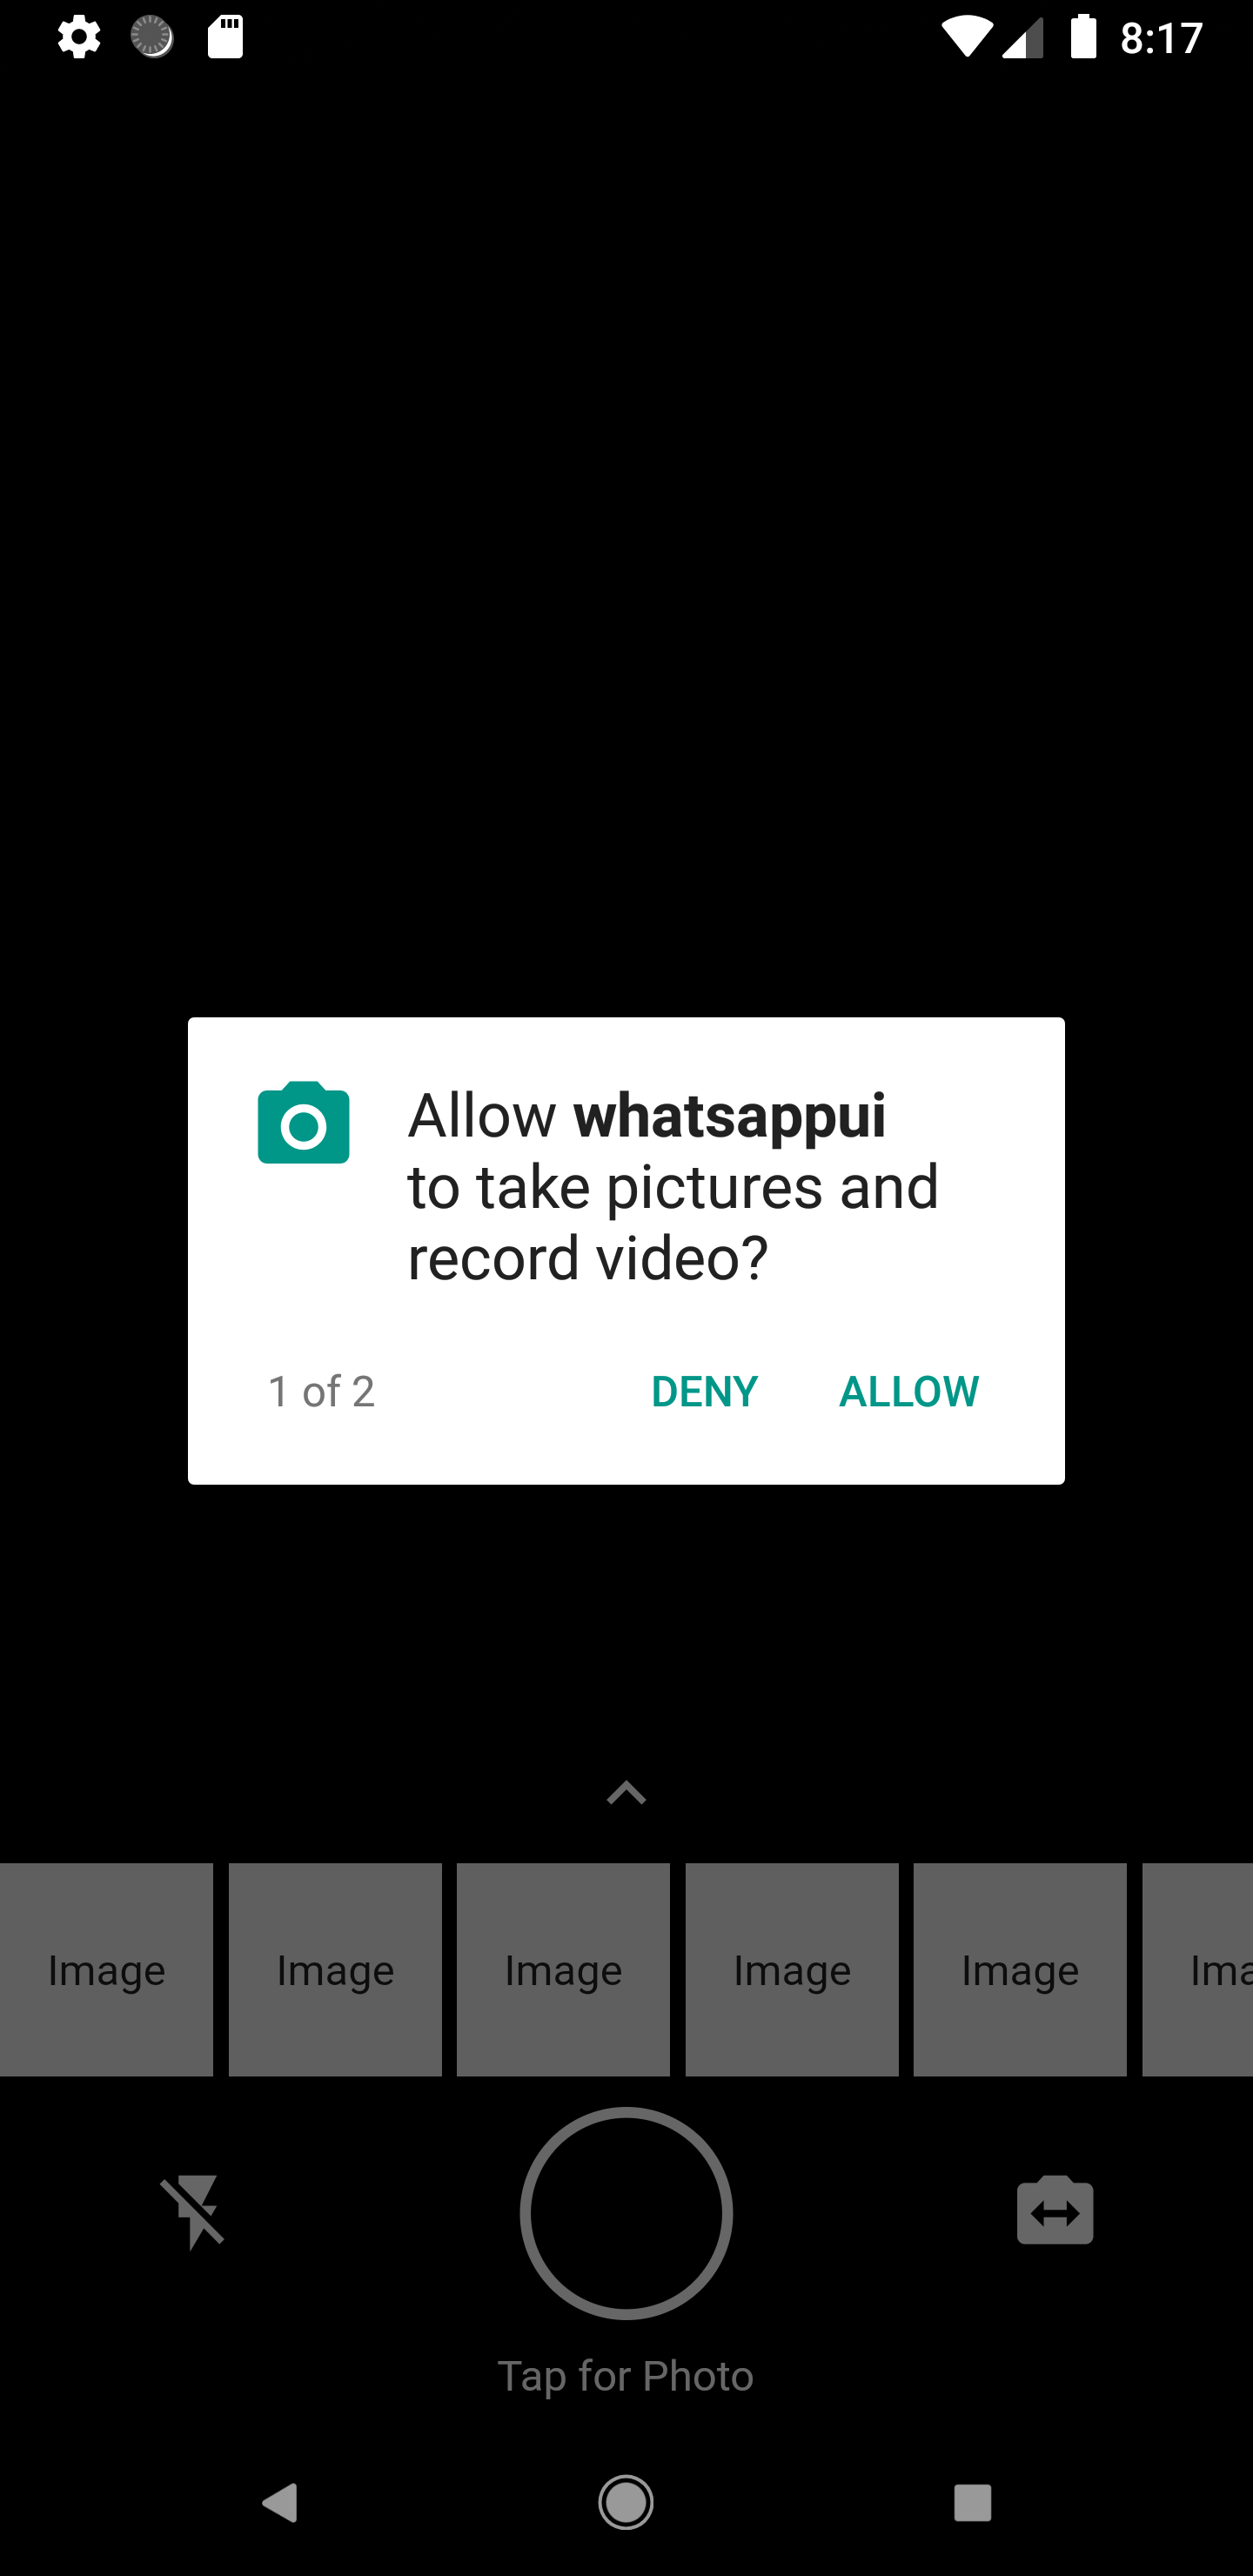 8:17
Allow whatsappui
to take pictures and
record video?
1 of 2 DENY ALLOW
Image Image Image Image Image Ima
Tap for Photo